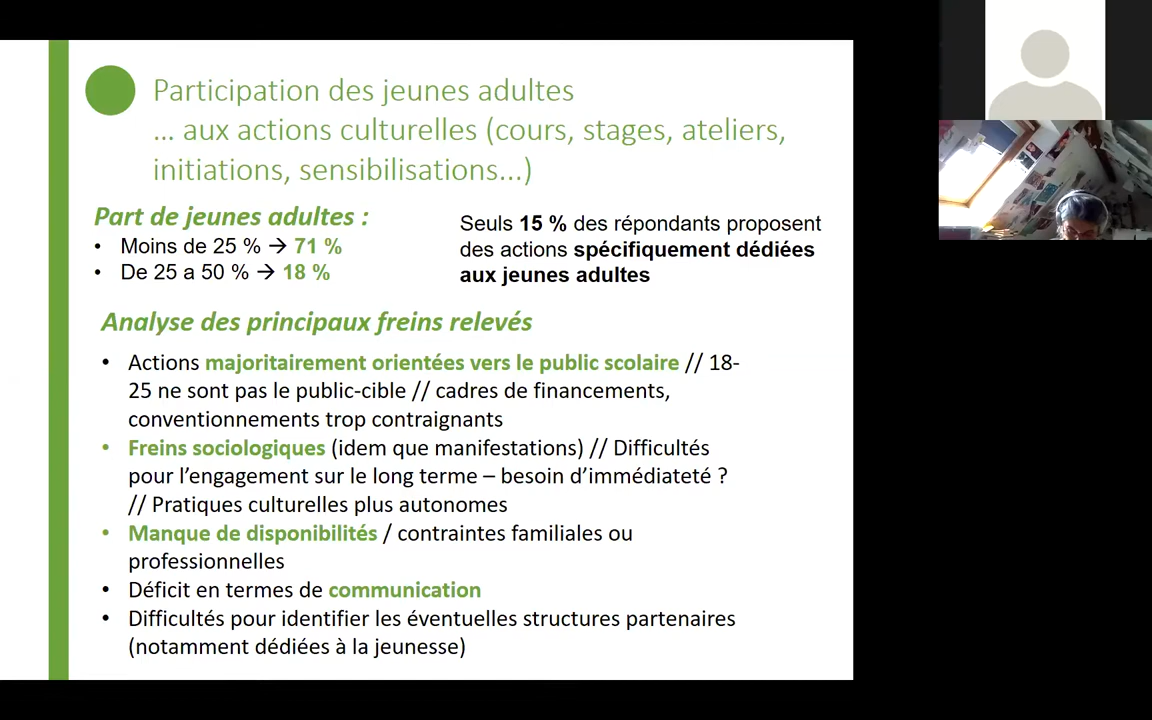 Participation des jeunes adultes
… aux actions culturelles (cours, stages, ateliers,
initiations, sensibilisations...)
Part de jeunes adultes :
• Moins de 25 % → 71 %
• De 25 a 50 % → 18 %
Seuls 15 % des répondants proposent
des actions spécifiquement dédiées
aux jeunes adultes
Analyse des principaux freins relevés
• Actions majoritairement orientées vers le public scolaire // 18-
25 ne sont pas le public-cible // cadres de financements,
conventionnements trop contraignants
• Freins sociologiques (idem que manifestations) // Difficultés
pour l’engagement sur le long terme – besoin d’immédiateté ?
// Pratiques culturelles plus autonomes
• Manque de disponibilités / contraintes familiales ou
professionnelles
• Déficit en termes de communication
• Difficultés pour identifier les éventuelles structures partenaires
(notamment dédiées à la jeunesse)